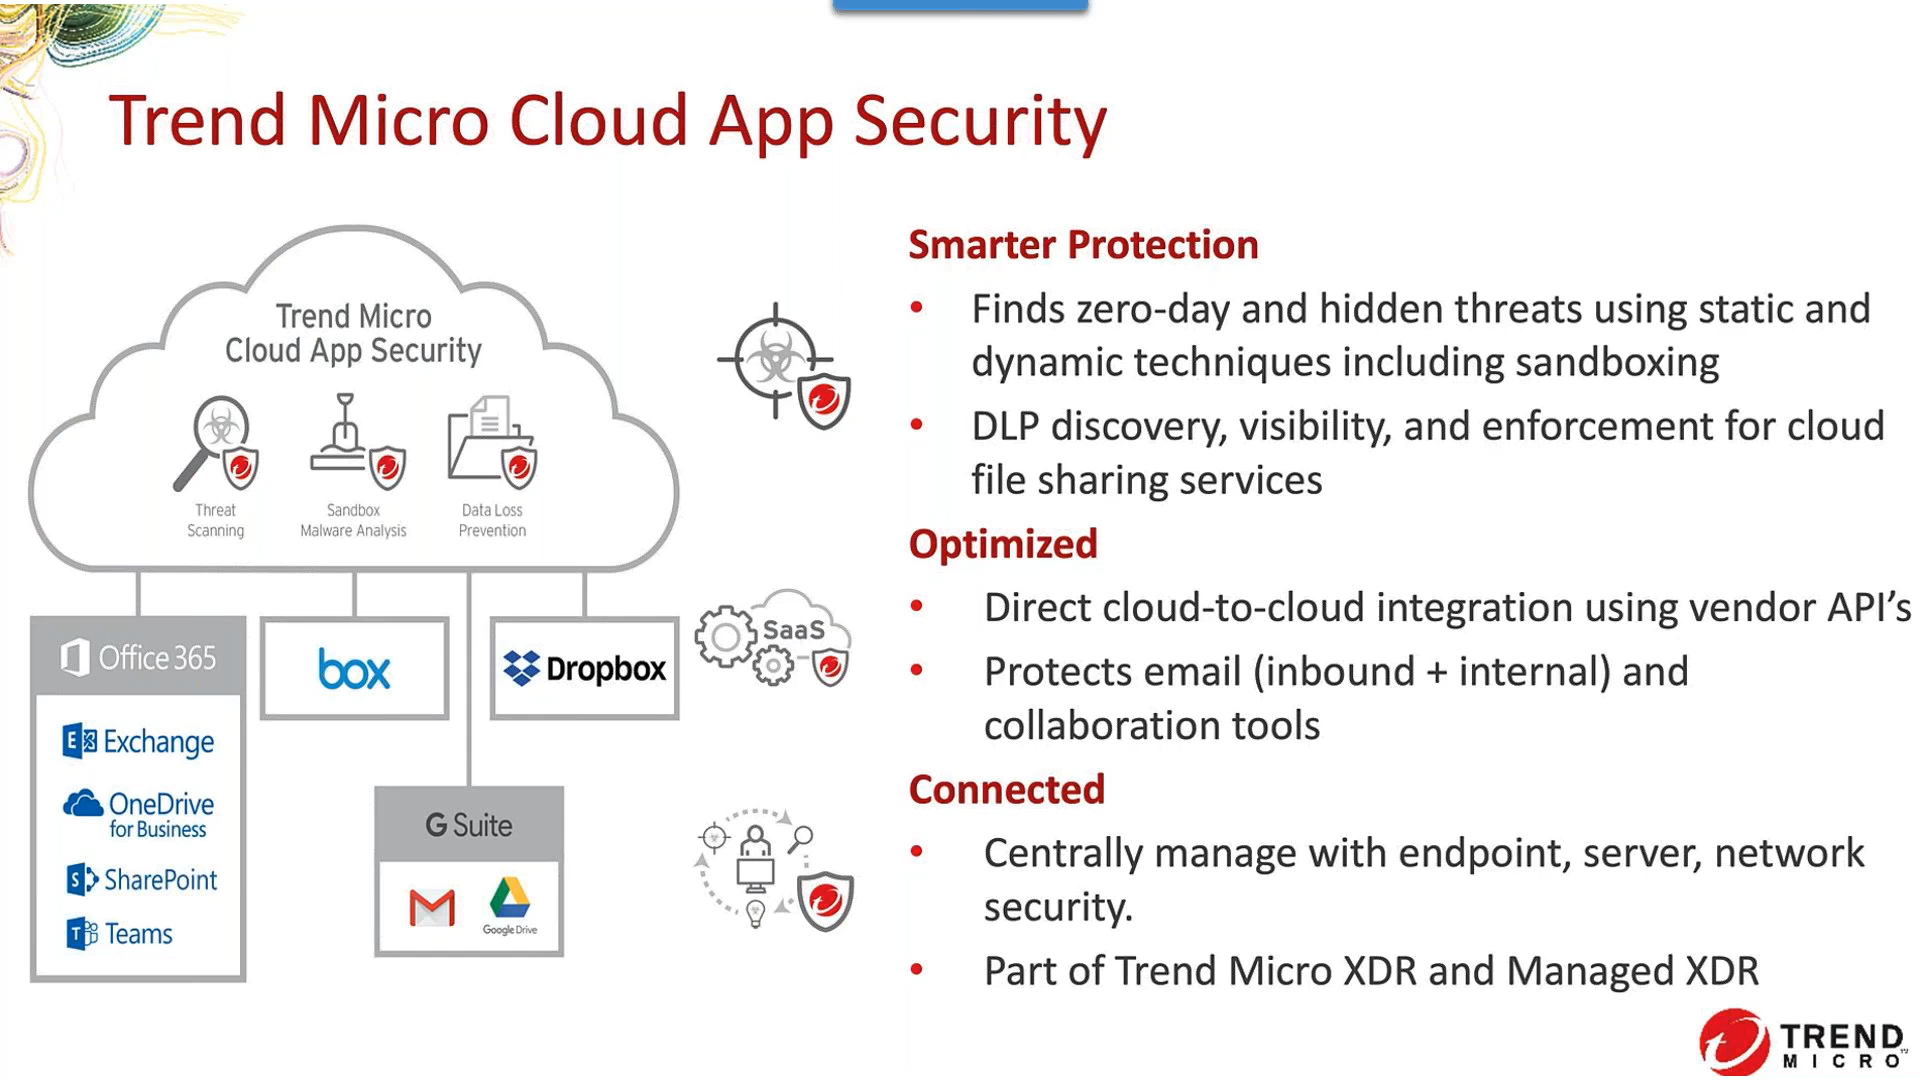 Trend Micro Cloud App Security
Trend Micro
Cloud App Security
Threat
Scanning
Sandbox
Malware Analysis
Data Loss
Prevention
Office 365
Exchange
OneDrive
for Business
SharePoint
Teams
box
Dropbox
G Suite
Google Drive
SaaS
Smarter Protection
• Finds zero-day and hidden threats using static and
dynamic techniques including sandboxing
• DLP discovery, visibility, and enforcement for cloud
file sharing services
Optimized
• Direct cloud-to-cloud integration using vendor API’s
• Protects email (inbound + internal) and
collaboration tools
Connected
• Centrally manage with endpoint, server, network
security.
• Part of Trend Micro XDR and Managed XDR
TREND
MICRO™